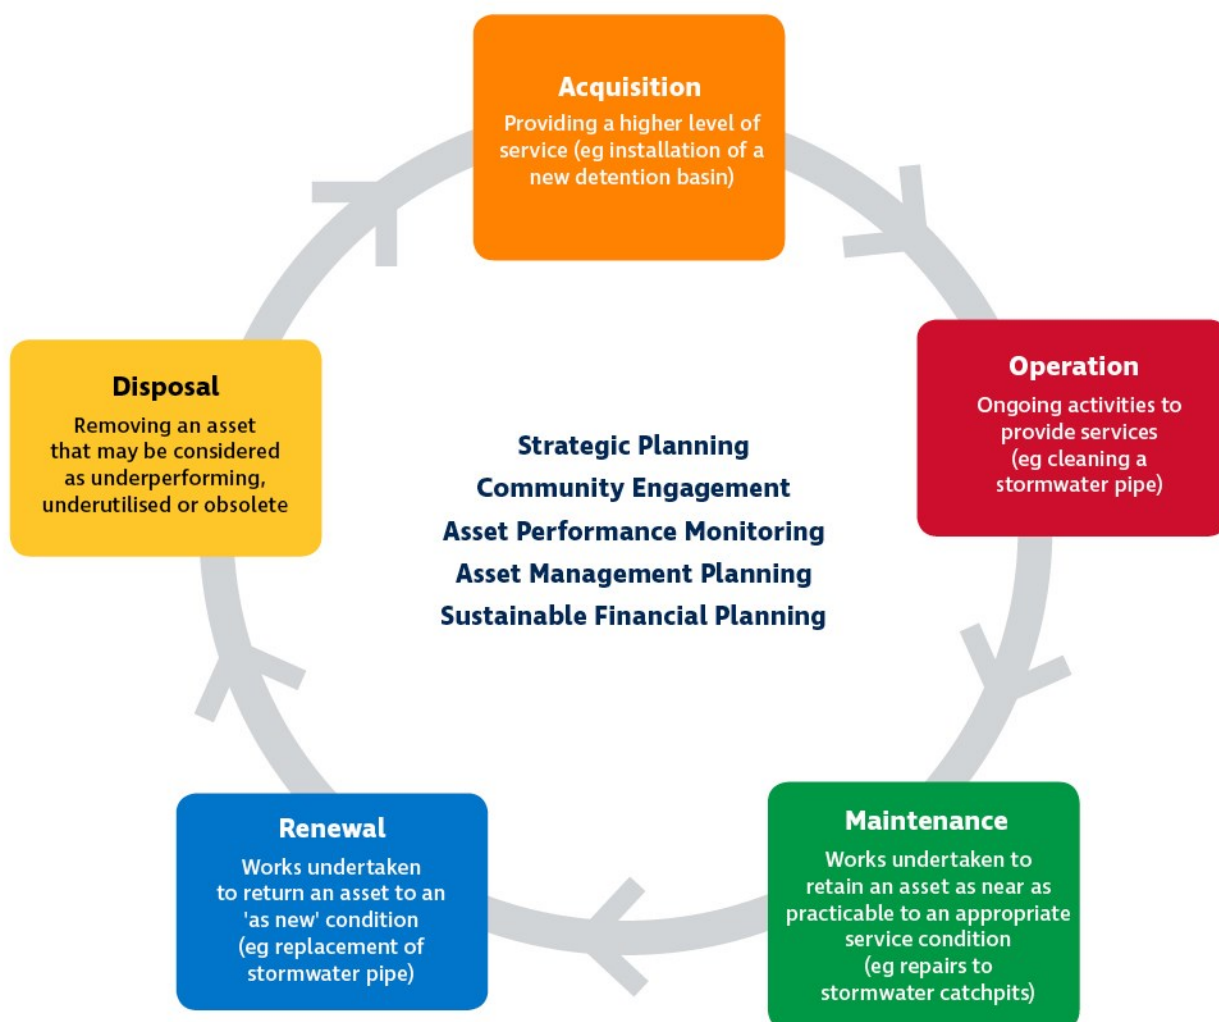 Acquisition
Providing a higher level of
service (eg installation of a
new detention basin)
Operation
Ongoing activities to
provide services
(eg cleaning a
stormwater pipe)
Maintenance
Works undertaken to
retain an asset as near as
practicable to an appropriate
service condition
(eg repairs to
stormwater catchpits)
Renewal
Works undertaken
to return an asset to an
'as new' condition
(eg replacement of
stormwater pipe)
Disposal
Removing an asset
that may be considered
as underperforming,
underutilised or obsolete
Strategic Planning
Community Engagement
Asset Performance Monitoring
Asset Management Planning
Sustainable Financial Planning